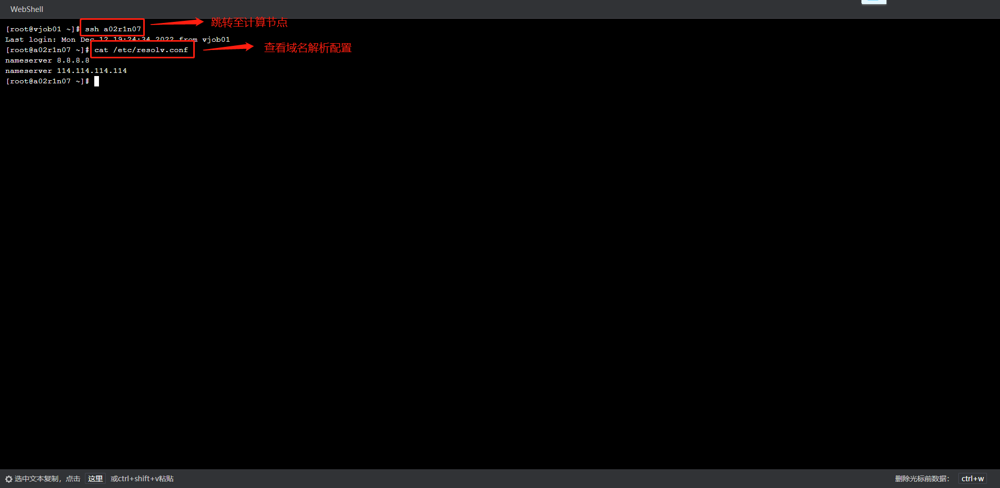 WebShell
[root@vjob01 ~]# ssh a02r1n07
跳转至计算节点
Last login: Mon Dec 12 19:24:34 2022 from vjob01
[root@a02r1n07 ~]# cat /etc/resolv.conf
查看域名解析配置
nameserver 8.8.8.8
nameserver 114.114.114.114
[root@a02r1n07 ~]#
选中文本复制，点击 这里 或ctrl+shift+v粘贴
删除光标前数据： ctrl+w